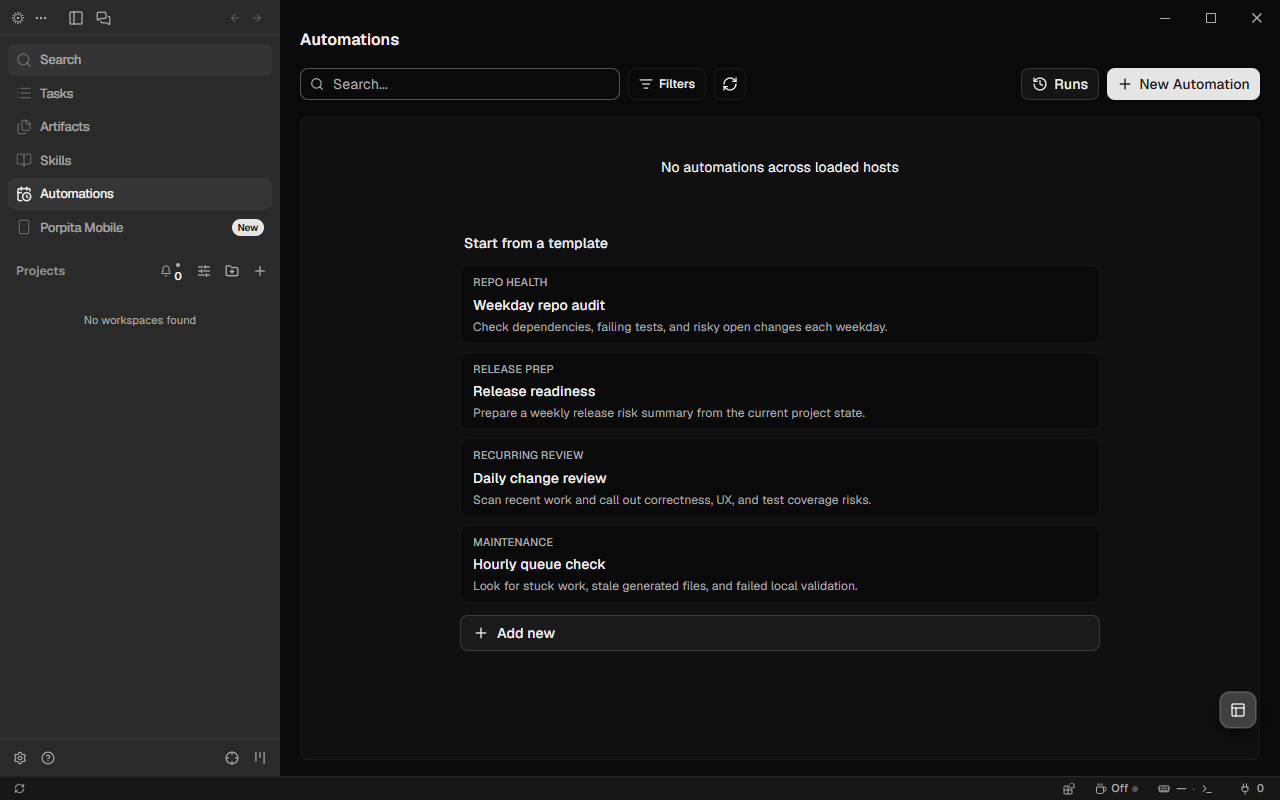 Search
Tasks
Artifacts
Skills
Automations
Porpita Mobile
New
Projects
0
No workspaces found
Automations
Search...
Filters
Runs
New Automation
No automations across loaded hosts
Start from a template
REPO HEALTH
Weekday repo audit
Check dependencies, failing tests, and risky open changes each weekday.
RELEASE PREP
Release readiness
Prepare a weekly release risk summary from the current project state.
RECURRING REVIEW
Daily change review
Scan recent work and call out correctness, UX, and test coverage risks.
MAINTENANCE
Hourly queue check
Look for stuck work, stale generated files, and failed local validation.
Add new
Off
— ·
0